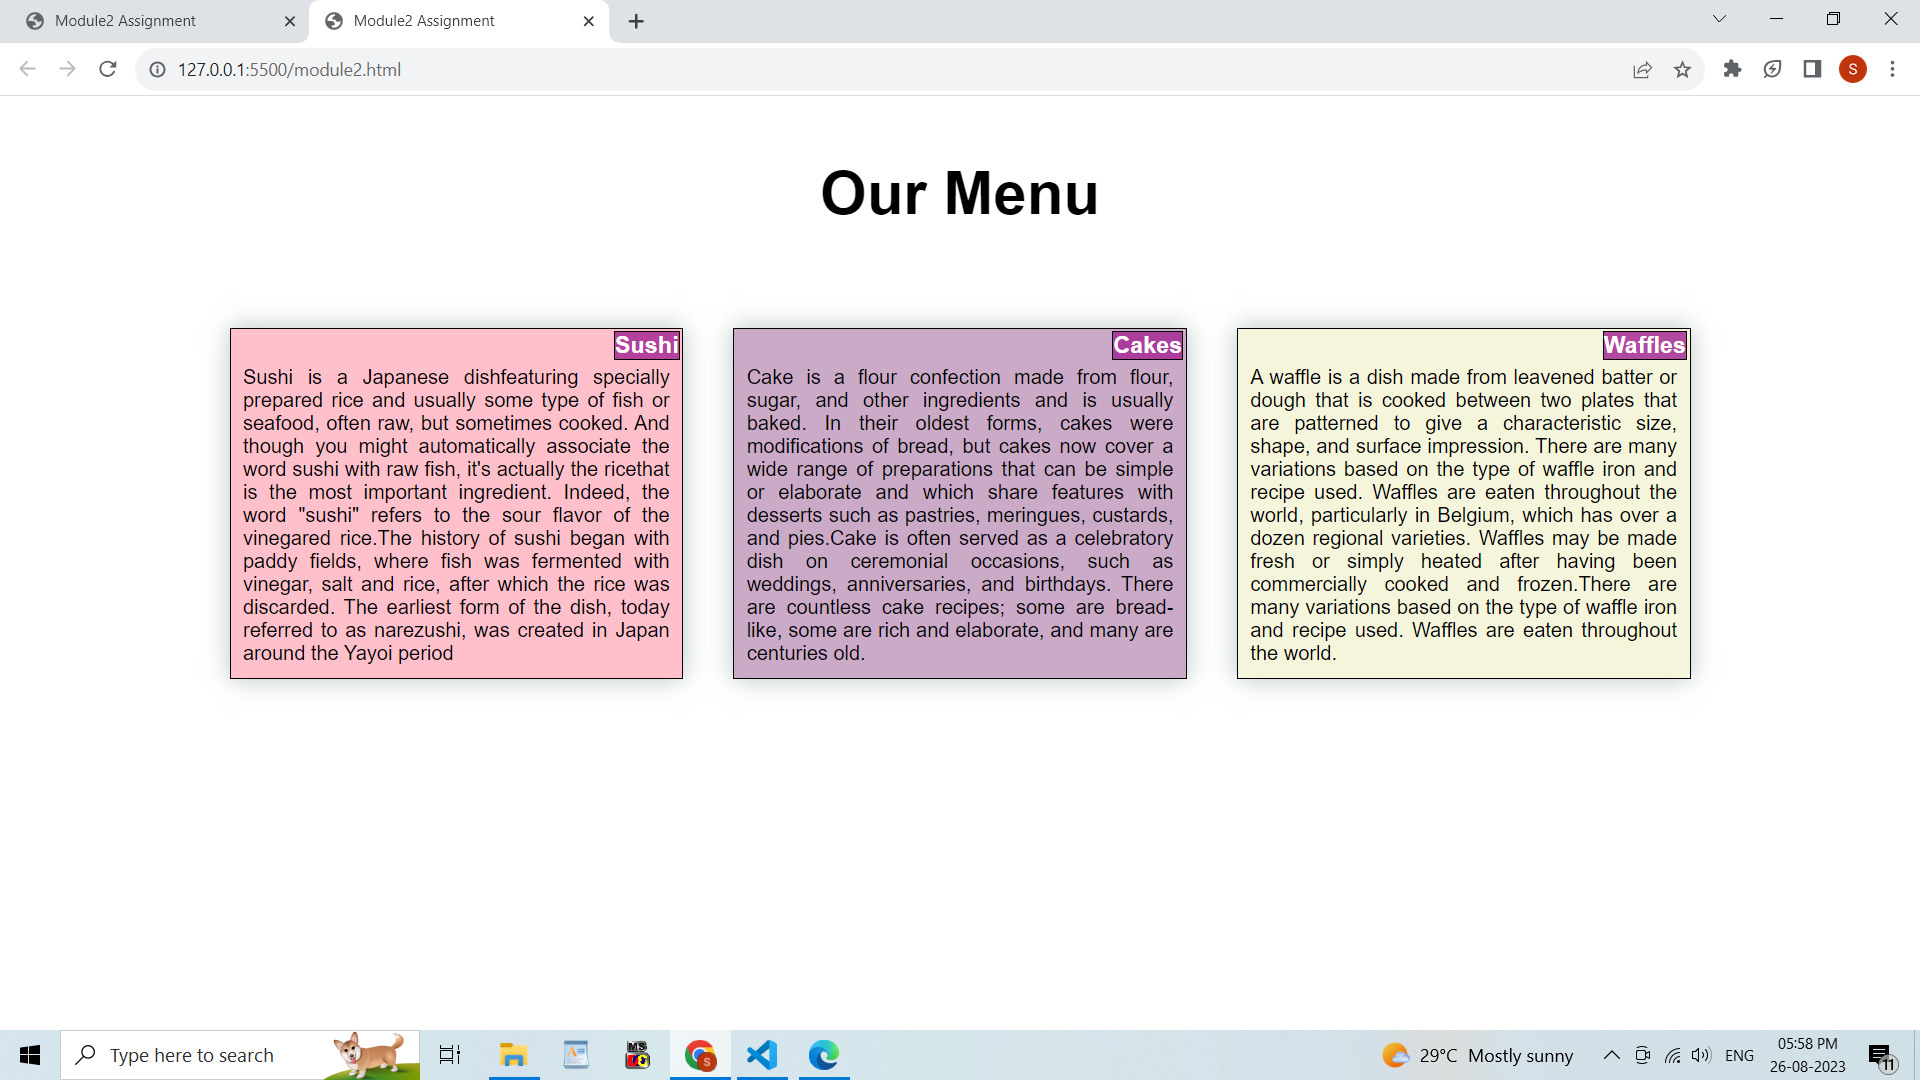 Module2 Assignment
Module2 Assignment
127.0.0.1:5500/module2.html
S
Our Menu
Sushi
Sushi is a Japanese dishfeaturing specially
prepared rice and usually some type of fish or
seafood, often raw, but sometimes cooked. And
though you might automatically associate the
word sushi with raw fish, it's actually the ricethat
is the most important ingredient. Indeed, the
word "sushi" refers to the sour flavor of the
vinegared rice.The history of sushi began with
paddy fields, where fish was fermented with
vinegar, salt and rice, after which the rice was
discarded. The earliest form of the dish, today
referred to as narezushi, was created in Japan
around the Yayoi period
Cakes
Cake is a flour confection made from flour,
sugar, and other ingredients and is usually
baked. In their oldest forms, cakes were
modifications of bread, but cakes now cover a
wide range of preparations that can be simple
or elaborate and which share features with
desserts such as pastries, meringues, custards,
and pies.Cake is often served as a celebratory
dish on ceremonial occasions, such as
weddings, anniversaries, and birthdays. There
are countless cake recipes; some are bread-
like, some are rich and elaborate, and many are
centuries old.
Waffles
A waffle is a dish made from leavened batter or
dough that is cooked between two plates that
are patterned to give a characteristic size,
shape, and surface impression. There are many
variations based on the type of waffle iron and
recipe used. Waffles are eaten throughout the
world, particularly in Belgium, which has over a
dozen regional varieties. Waffles may be made
fresh or simply heated after having been
commercially cooked and frozen.There are
many variations based on the type of waffle iron
and recipe used. Waffles are eaten throughout
the world.
Type here to search
S
29°C Mostly sunny
ENG
05:58 PM
26-08-2023
11